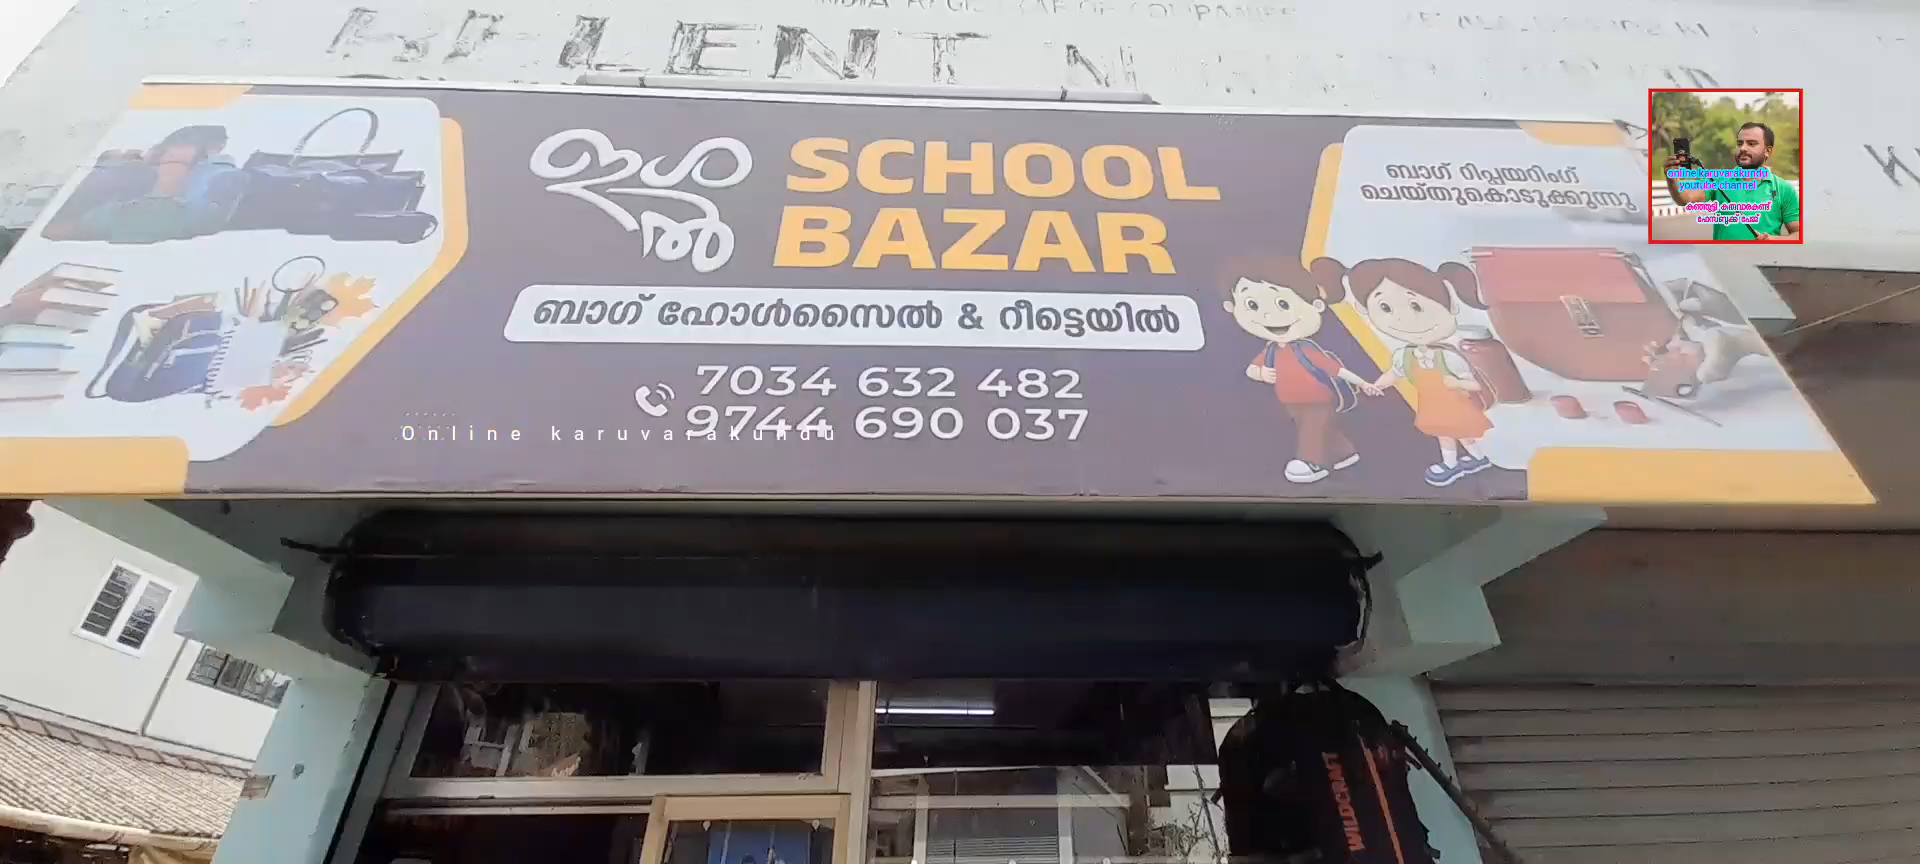 ഇശൽ
SCHOOL
BAZAR
ബാഗ് ഹോൾസൈൽ & റീട്ടെയിൽ
7034 632 482
9744 690 037
ബാഗ് റിപ്പയറിംഗ്
ചെയ്തുകൊടുക്കുന്നു
online karuvarakundu
youtube channel
ഫേസ്ബുക്ക് പേജ്
Online karuvarakundu
WILDCRAFT